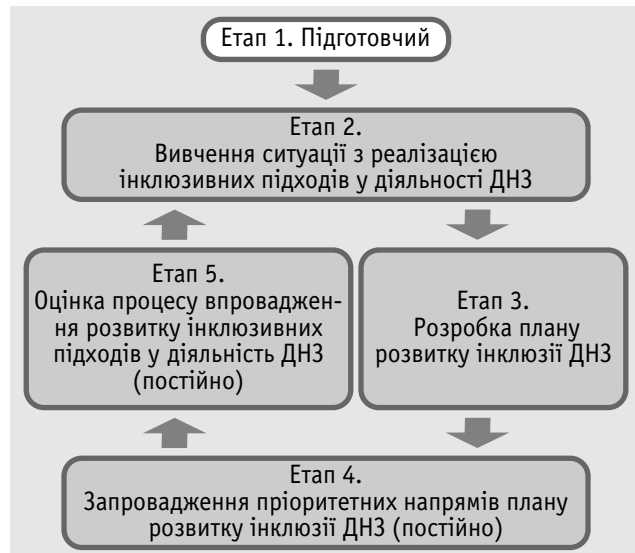 Етап 1. Підготовчий
Етап 2.
Вивчення ситуації з реалізацією
інклюзивних підходів у діяльності ДНЗ
Етап 5.
Оцінка процесу впроваджен-
ня розвитку інклюзивних
підходів у діяльність ДНЗ
(постійно)
Етап 3.
Розробка плану
розвитку інклюзії ДНЗ
Етап 4.
Запровадження пріоритетних напрямів плану
розвитку інклюзії ДНЗ (постійно)